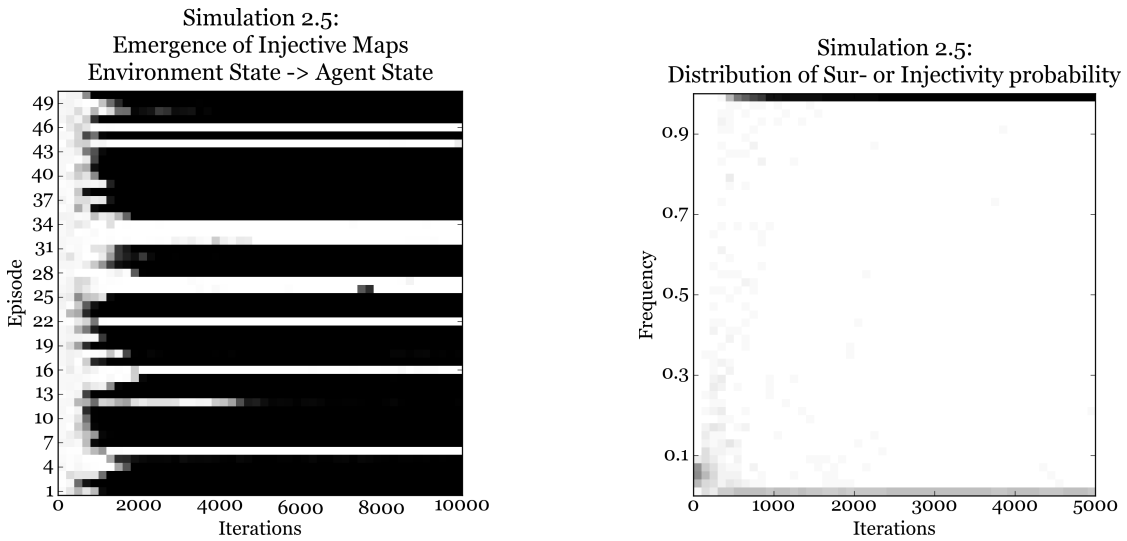 Simulation 2.5:
Emergence of Injective Maps
Environment State -> Agent State
49
46
43
40
37
34
31
28
25
22
19
16
13
10
7
4
1
Episode
0 2000 4000 6000 8000 10000
Iterations
Simulation 2.5:
Distribution of Sur- or Injectivity probability
0.9
0.7
0.5
0.3
0.1
Frequency
0 1000 2000 3000 4000 5000
Iterations